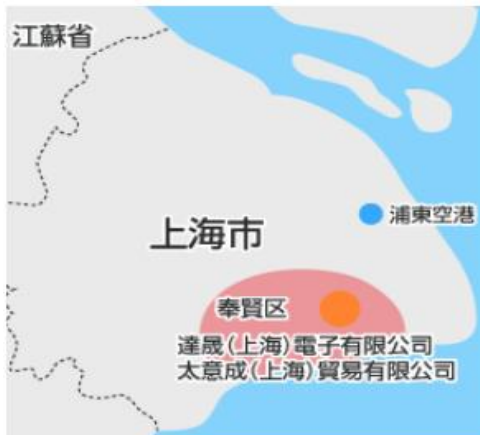 江蘇省
浦東空港
上海市
奉賢区
達晟(上海)電子有限公司
太意成(上海)貿易有限公司